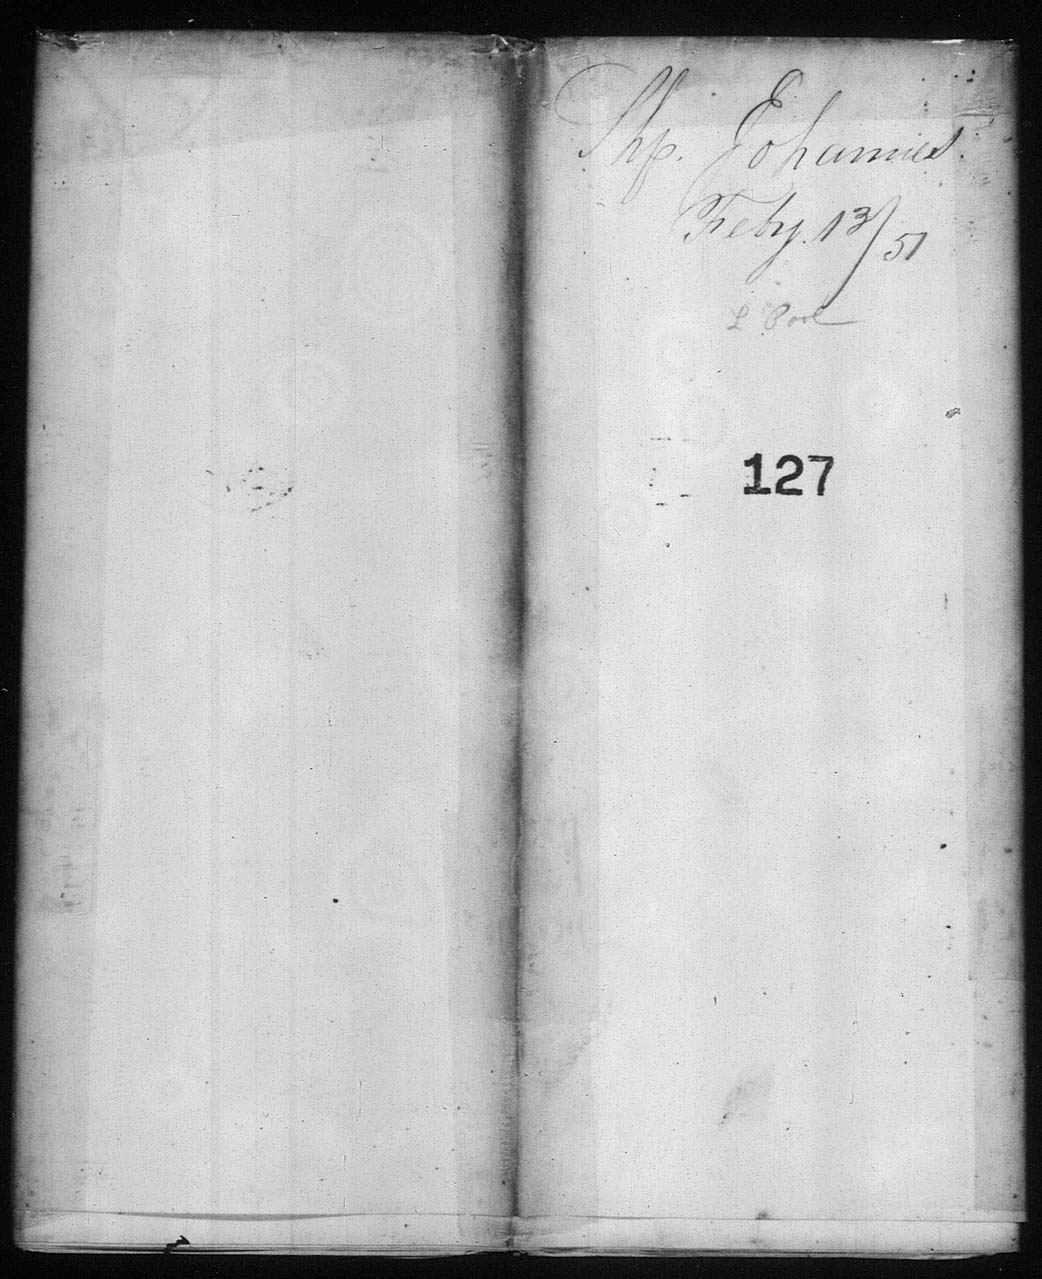 Shp. Johannes.
Feby. 13/51
L Pool
127